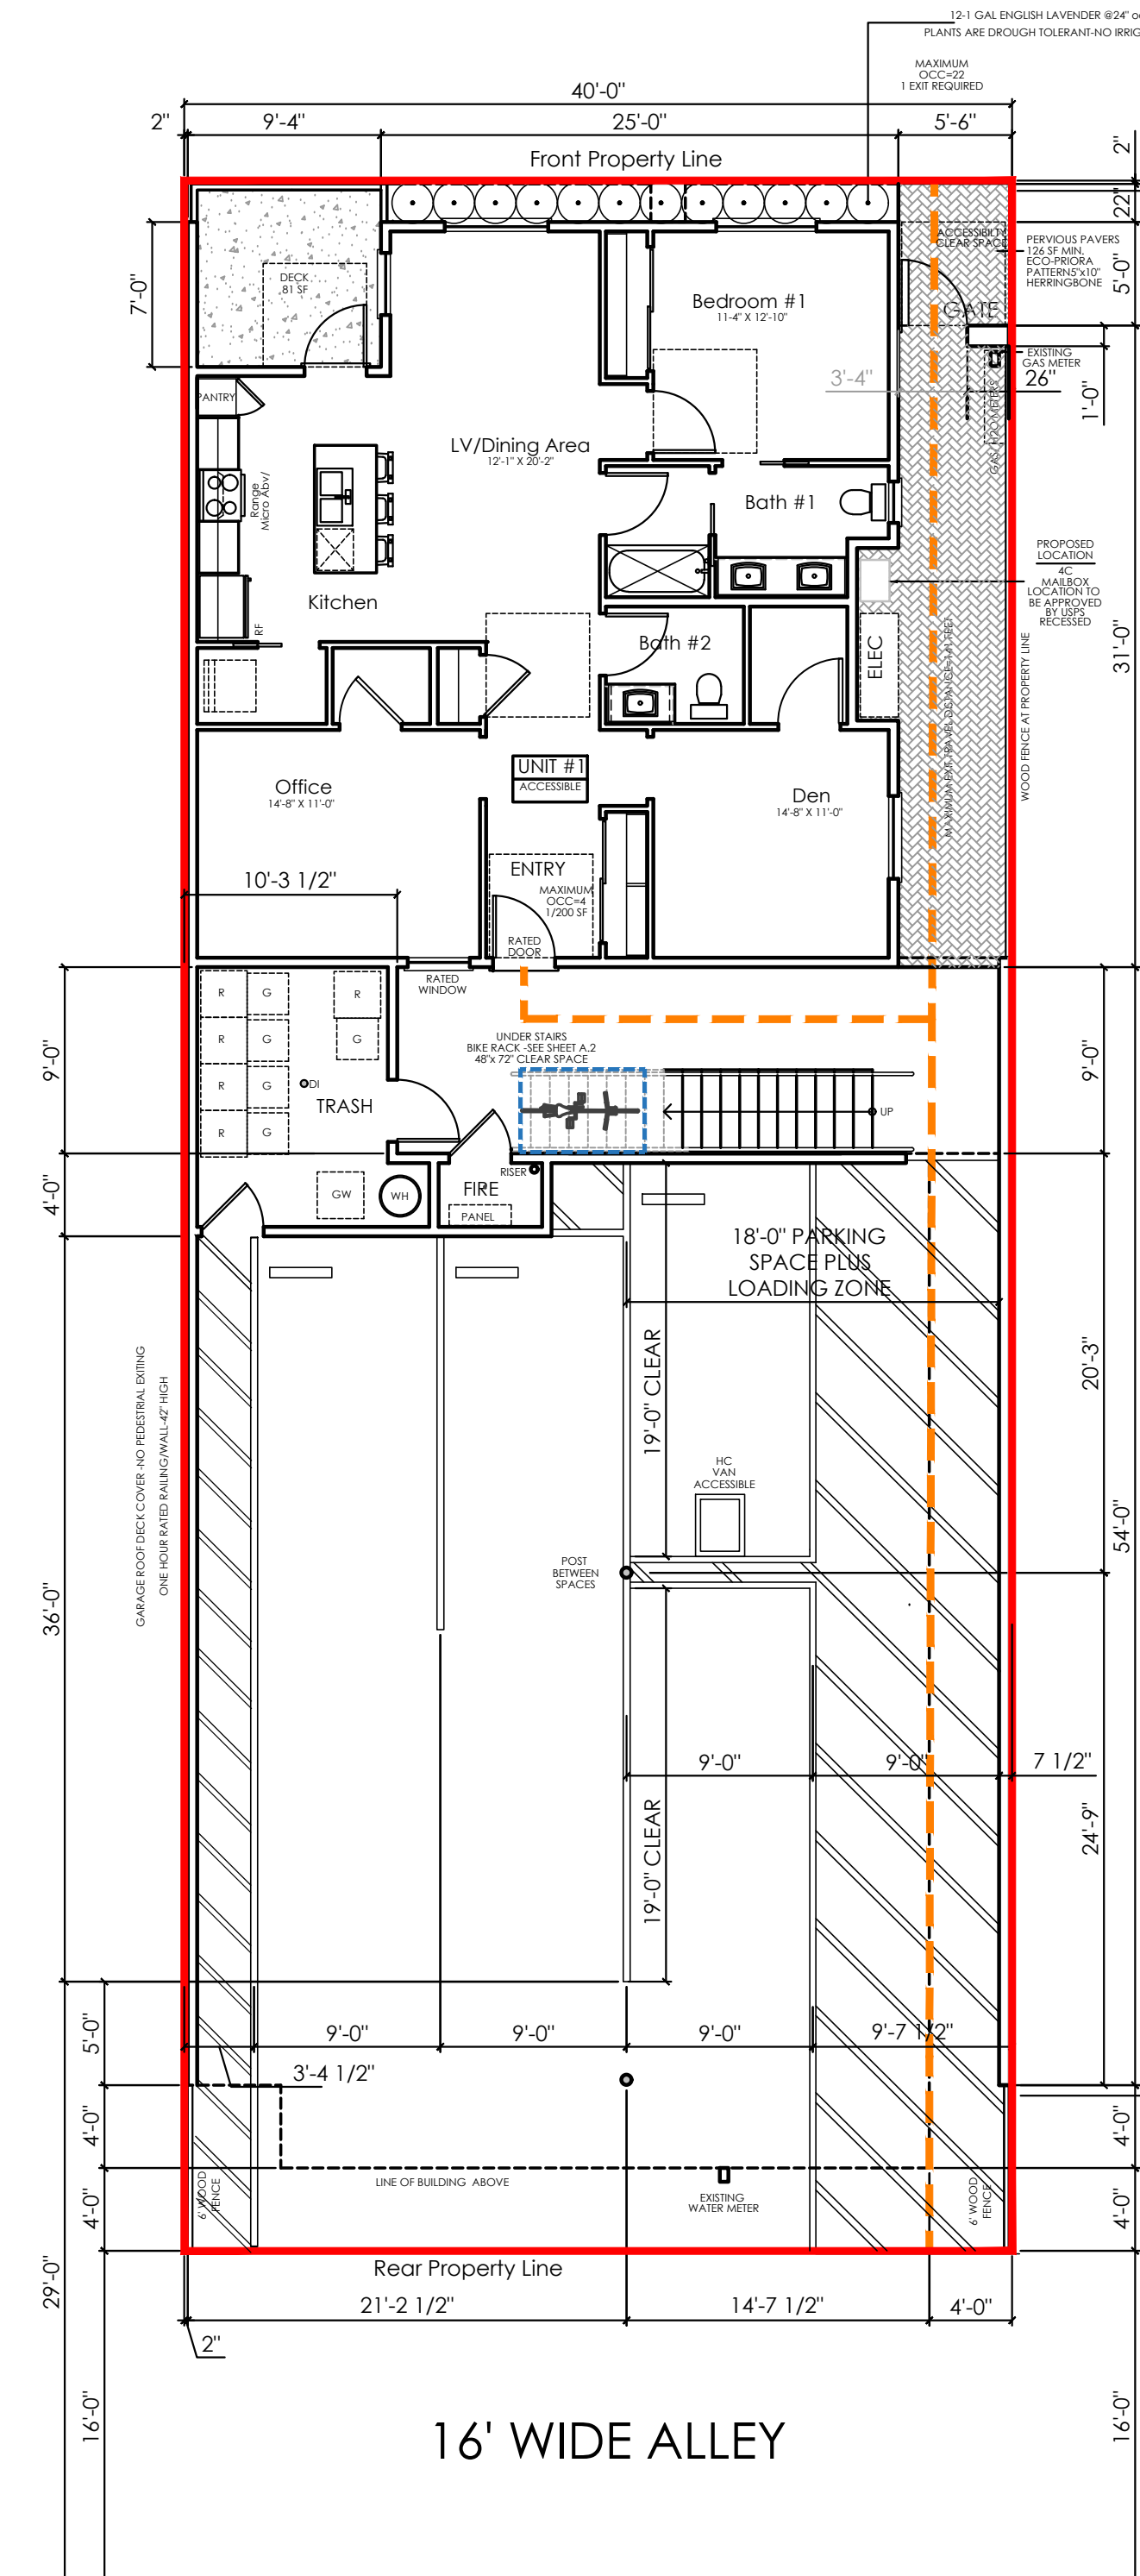 12-1 GAL ENGLISH LAVENDER @24" o
PLANTS ARE DROUGH TOLERANT-NO IRRIG
MAXIMUM
OCC=22
1 EXIT REQUIRED
40'-0"
2"
9'-4"
25'-0"
5'-6"
2"
Front Property Line
22"
ACCESSIBILTY
CLEAR SPACE
PERVIOUS PAVERS
126 SF MIN.
ECO-PRIORA
PATTERN5"x10"
HERRINGBONE
5'-0"
7'-0"
DECK
81 SF
Bedroom #1
11-4" X 12'-10"
GATE
EXISTING
GAS METER
3'-4"
26"
1'-0"
PANTRY
LV/Dining Area
12'-1" X 20'-2"
Range
Micro Abv/
Bath #1
PROPOSED
LOCATION
4C
MAILBOX
LOCATION TO
BE APPROVED
BY USPS
RECESSED
Kitchen
RF
Bath #2
ELEC
31'-0"
WOOD FENCE AT PROPERTY LINE
UNIT #1
ACCESSIBLE
Office
14'-8" X 11'-0"
Den
14'-8" X 11'-0"
10'-3 1/2"
ENTRY
MAXIMUM
OCC=4
1/200 SF
RATED
DOOR
RATED
WINDOW
R
G
R
R
G
G
R
G
R
G
DI
TRASH
UNDER STAIRS
BIKE RACK -SEE SHEET A.2
48"x 72" CLEAR SPACE
UP
9'-0"
9'-0"
4'-0"
GW
WH
FIRE
PANEL
RISER
18'-0" PARKING
SPACE PLUS
LOADING ZONE
GARAGE ROOF DECK COVER -NO PEDESTRIAL EXITING
ONE HOUR RATED RAILING/WALL-42" HIGH
19'-0" CLEAR
20'-3"
HC
VAN
ACCESSIBLE
54'-0"
POST
BETWEEN
SPACES
36'-0"
9'-0"
9'-0"
7 1/2"
19'-0" CLEAR
24'-9"
5'-0"
9'-0"
9'-0"
9'-0"
9'-7 1/2"
3'-4 1/2"
4'-0"
4'-0"
LINE OF BUILDING ABOVE
EXISTING
WATER METER
6' WOOD
FENCE
6' WOOD
FENCE
4'-0"
4'-0"
Rear Property Line
29'-0"
21'-2 1/2"
14'-7 1/2"
4'-0"
2"
16'-0"
16'-0"
16' WIDE ALLEY